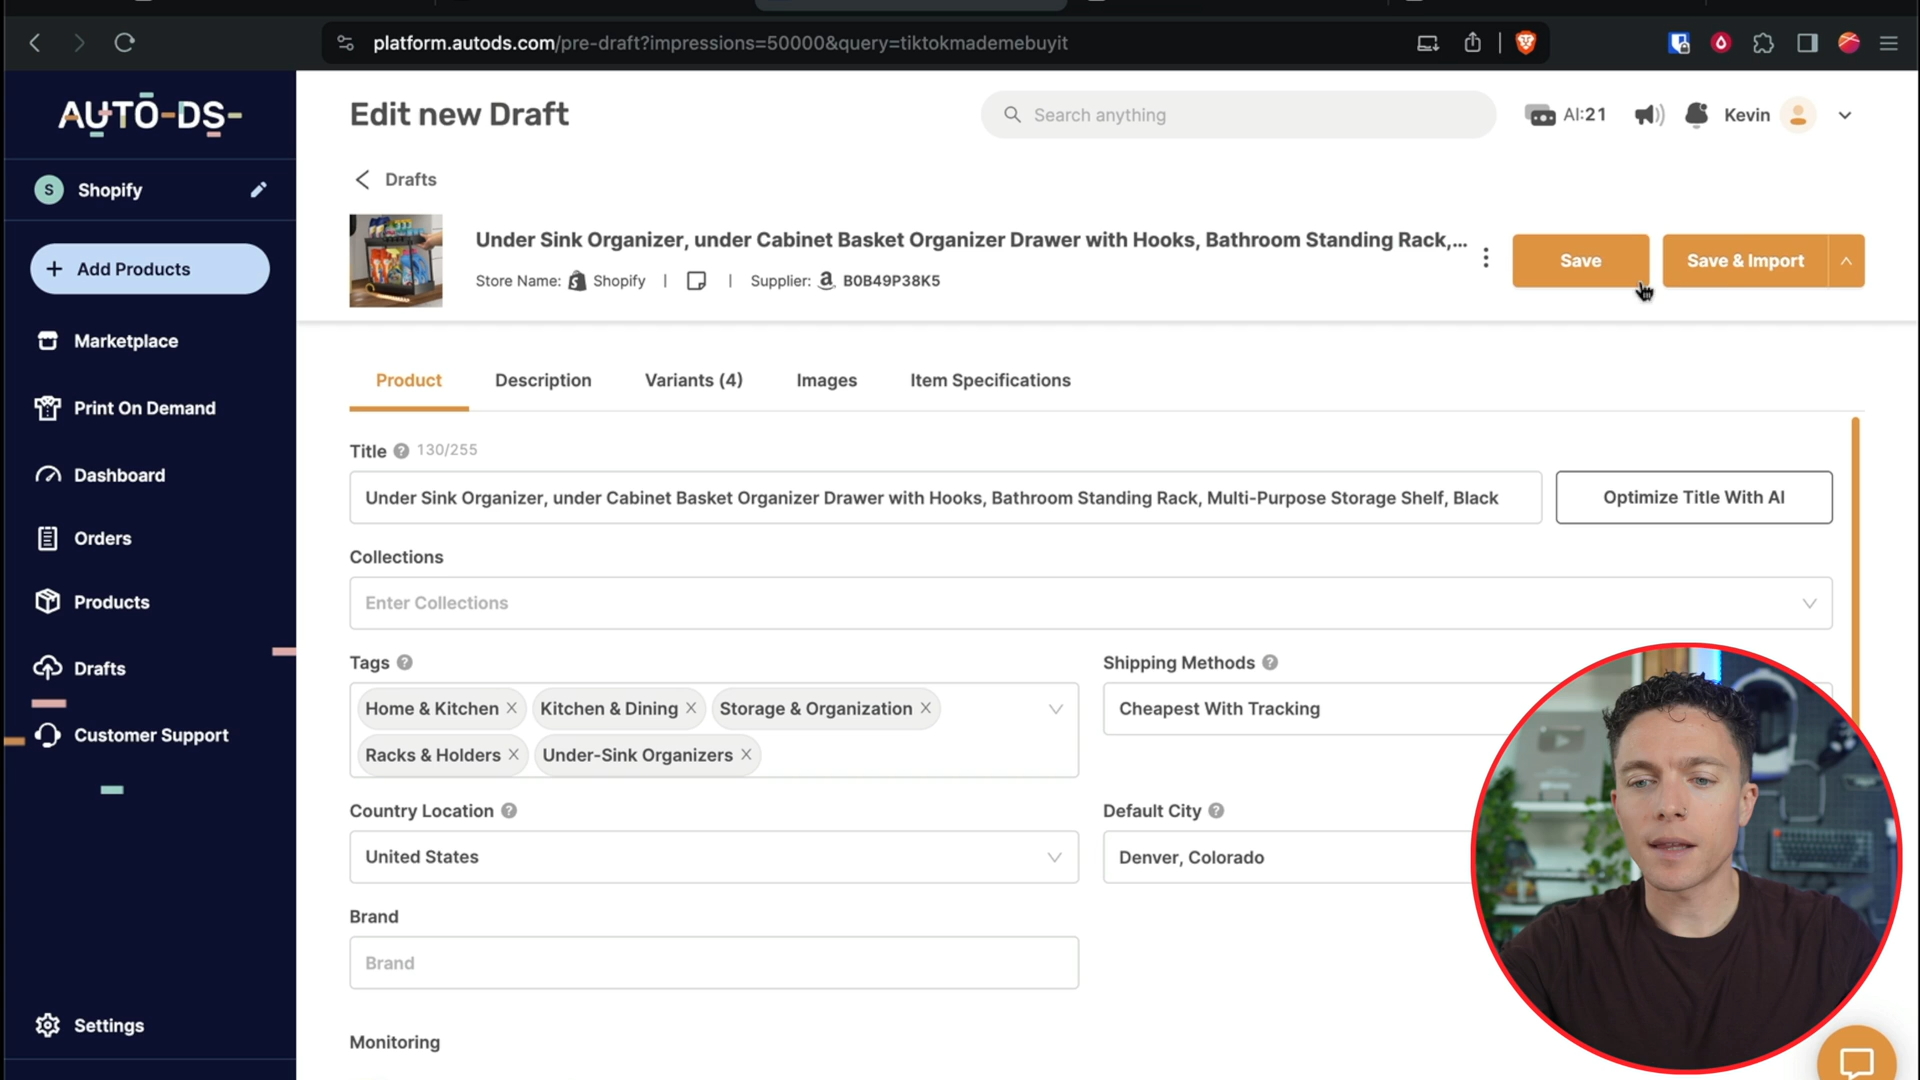 platform.autods.com/pre-draft?impressions=50000&query=tiktokmademebuyit
AUTO-DS-
Edit new Draft
Search anything
AI:21
Kevin
S Shopify
Drafts
Add Products
Under Sink Organizer, under Cabinet Basket Organizer Drawer with Hooks, Bathroom Standing Rack,...
Store Name: Shopify | | Supplier: a B0B49P38K5
Save
Save & Import
Marketplace
Print On Demand
Dashboard
Orders
Products
Drafts
Customer Support
Settings
Product
Description
Variants (4)
Images
Item Specifications
Title ? 130/255
Under Sink Organizer, under Cabinet Basket Organizer Drawer with Hooks, Bathroom Standing Rack, Multi-Purpose Storage Shelf, Black
Optimize Title With AI
Collections
Enter Collections
Tags ?
Home & Kitchen × Kitchen & Dining × Storage & Organization ×
Racks & Holders × Under-Sink Organizers ×
Shipping Methods ?
Cheapest With Tracking
Country Location ?
United States
Default City ?
Denver, Colorado
Brand
Brand
Monitoring